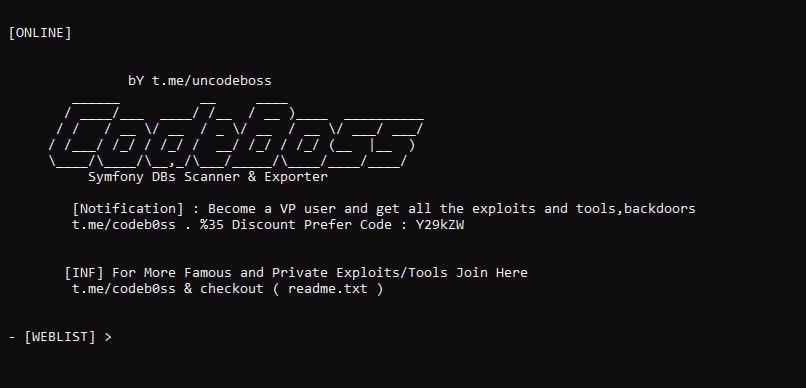 [ONLINE]
bY t.me/uncodeboss
CodeBoss
Symfony DBs Scanner & Exporter
[Notification] : Become a VP user and get all the exploits and tools,backdoors
t.me/codeb0ss . %35 Discount Prefer Code : Y29kZW
[INF] For More Famous and Private Exploits/Tools Join Here
t.me/codeb0ss & checkout ( readme.txt )
- [WEBLIST] >